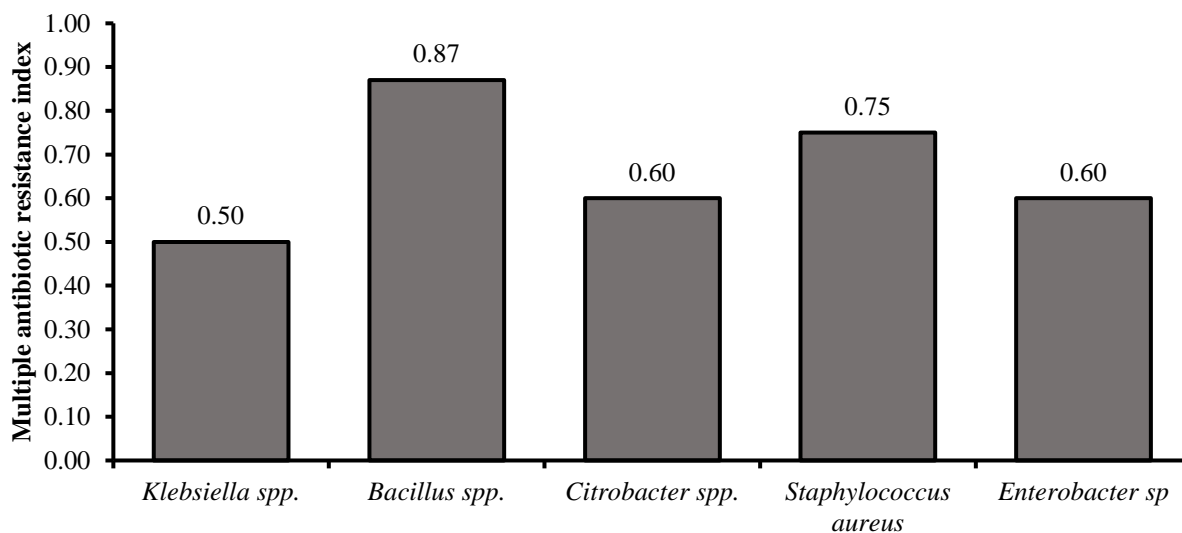 Multiple antibiotic resistance index
1.00
0.90
0.80
0.70
0.60
0.50
0.40
0.30
0.20
0.10
0.00
0.50
0.87
0.60
0.75
0.60
Klebsiella spp.
Bacillus spp.
Citrobacter spp.
Staphylococcus
aureus
Enterobacter sp